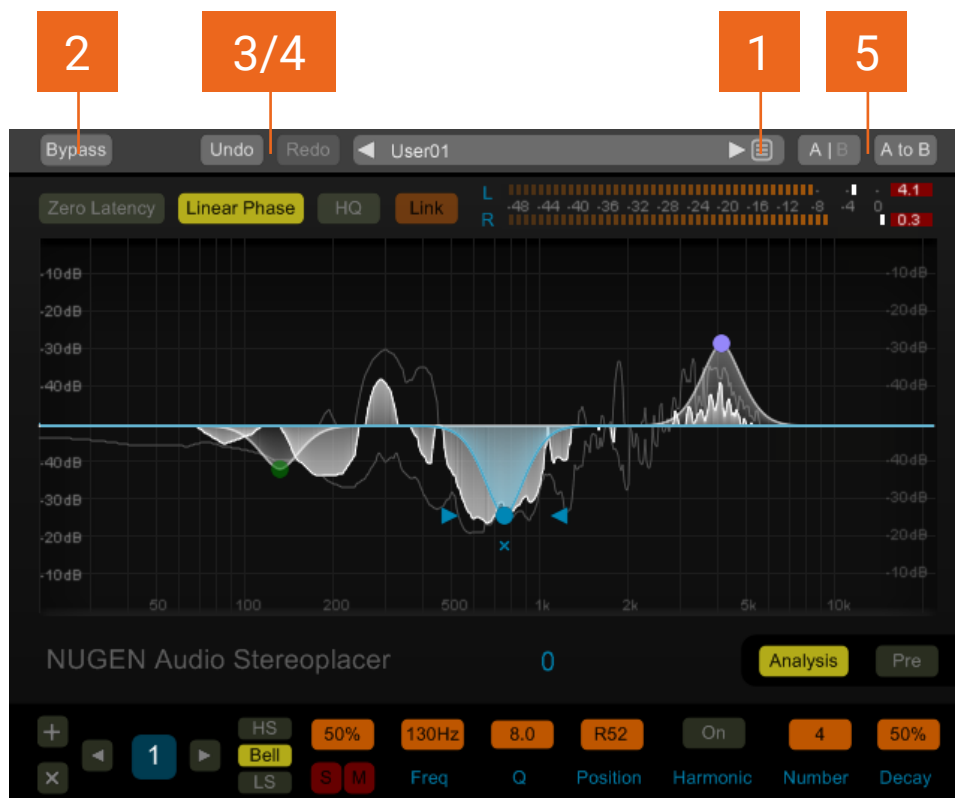 2 3/4 1 5
Bypass Undo Redo User01 A | B A to B
Zero Latency Linear Phase HQ Link
L 4.1
-48 -44 -40 -36 -32 -28 -24 -20 -16 -12 -8 -4 0
R 0.3
-10dB -10dB
-20dB -20dB
-30dB -30dB
-40dB -40dB
-40dB -40dB
-30dB -30dB
-20dB -20dB
-10dB -10dB
50 100 200 500 1k 2k 5k 10k
NUGEN Audio Stereoplacer 0 Analysis Pre
HS
1 Bell 50% 130Hz 8.0 R52 On 4 50%
LS S M Freq Q Position Harmonic Number Decay